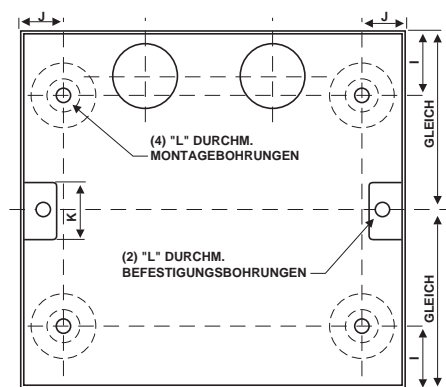 J
J
I
GLEICH
(4) "L" DURCHM.
MONTAGEBOHRUNGEN
K
(2) "L" DURCHM.
BEFESTIGUNGSBOHRUNGEN
GLEICH
I